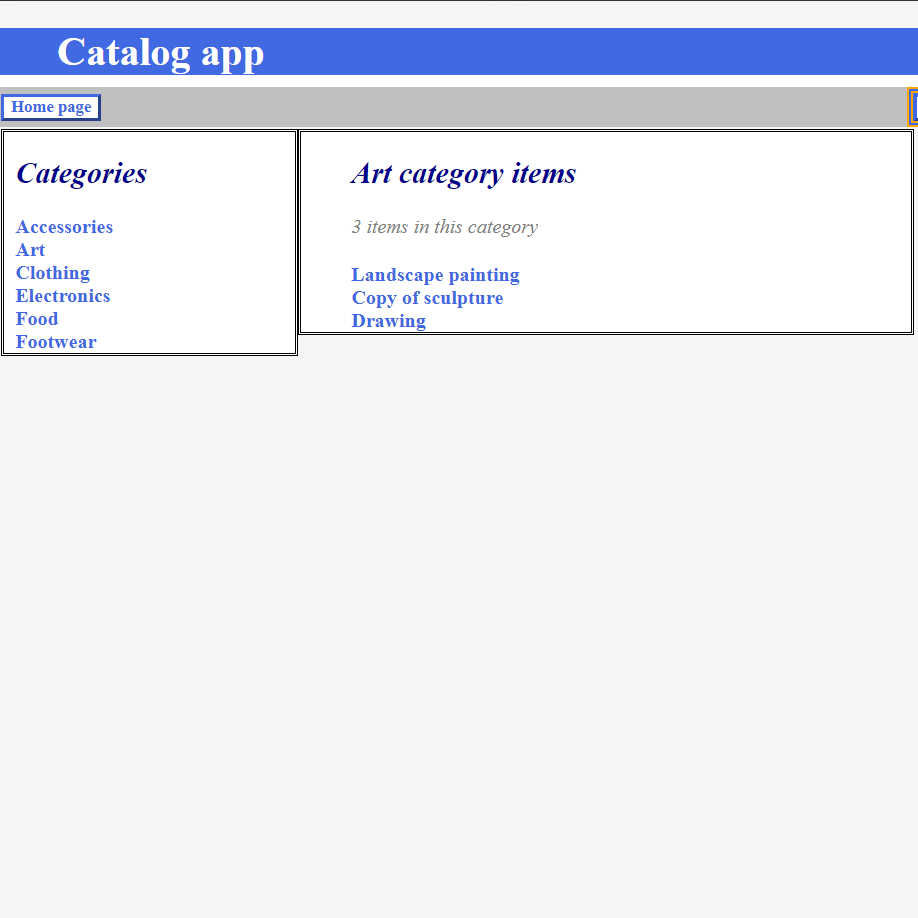 Catalog app
Home page
Categories
Accessories
Art
Clothing
Electronics
Food
Footwear
Art category items
3 items in this category
Landscape painting
Copy of sculpture
Drawing